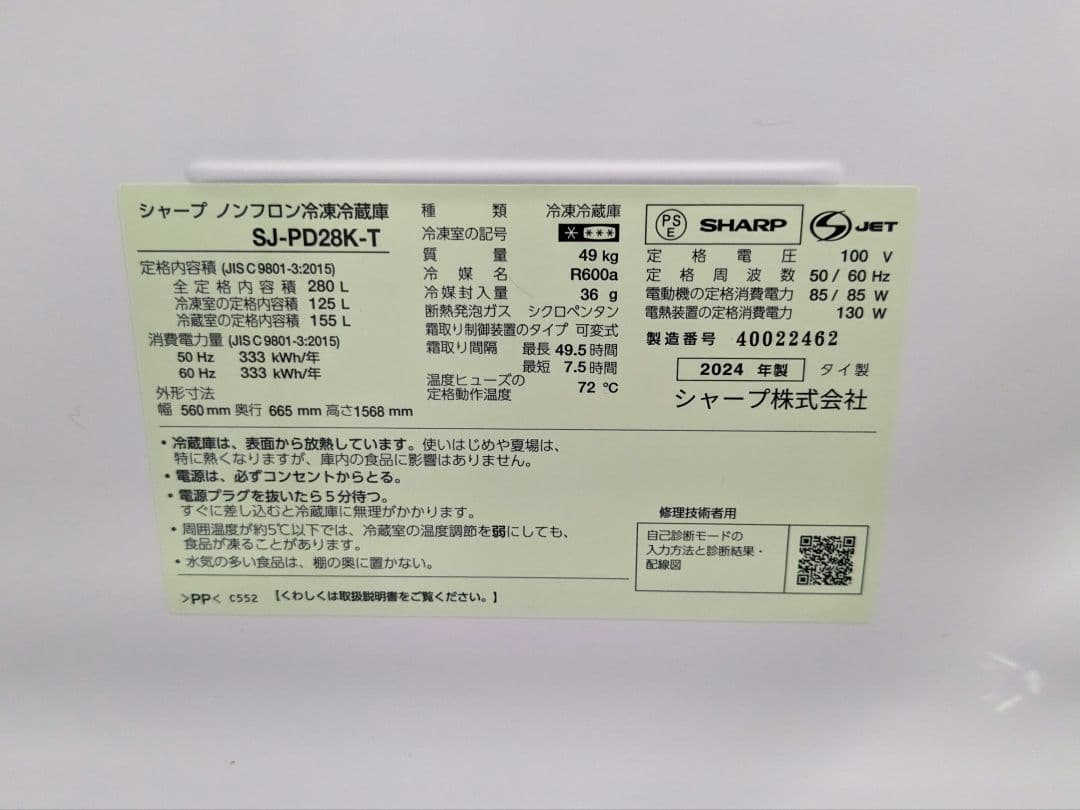 シャープ ノンフロン冷凍冷蔵庫
SJ-PD28K-T
定格内容積 (JIS C 9801-3:2015)
全定格内容積 280 L
冷凍室の定格内容積 125 L
冷蔵室の定格内容積 155 L
消費電力量 (JIS C 9801-3:2015)
50 Hz 333 kWh/年
60 Hz 333 kWh/年
外形寸法
幅 560 mm 奥行 665 mm 高さ 1568 mm
種類 冷凍冷蔵庫
冷凍室の記号 * ***
質量 49 kg
冷媒名 R600a
冷媒封入量 36 g
断熱発泡ガス シクロペンタン
霜取り制御装置のタイプ 可変式
霜取り間隔 最長 49.5 時間
最短 7.5 時間
温度ヒューズの
定格動作温度 72 ℃
PS
E
SHARP
JET
定格電圧 100 V
定格周波数 50 / 60 Hz
電動機の定格消費電力 85 / 85 W
電熱装置の定格消費電力 130 W
製造番号 40022462
2024 年製 タイ製
シャープ株式会社
・冷蔵庫は、表面から放熱しています。使いはじめや夏場は、
特に熱くなりますが、庫内の食品に影響はありません。
・電源は、必ずコンセントからとる。
・電源プラグを抜いたら5分待つ。
すぐに差し込むと冷蔵庫に無理がかかります。
・周囲温度が約5℃以下では、冷蔵室の温度調節を弱にしても、
食品が凍ることがあります。
・水気の多い食品は、棚の奥に置かない。
>PP< C552 【くわしくは取扱説明書をご覧ください。】
修理技術者用
自己診断モードの
入力方法と診断結果・
配線図